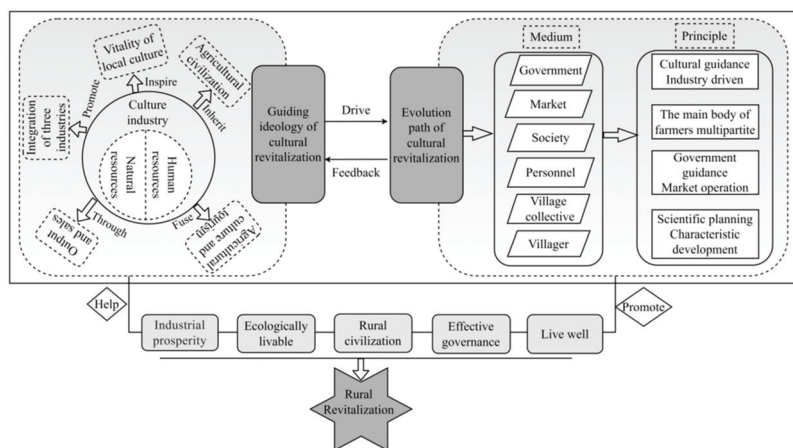 Vitality of
local culture
Agricultural
civilization
Promote
Inspire
Inherit
Integration
of three
industries
Culture
industry
Human
resources
Natural
resources
Through
Fuse
Output
and sales
Agricultural
culture and
tourism
Guiding
ideology of
cultural
revitalization
Drive
Feedback
Evolution
path of
cultural
revitalization
Medium
Government
Market
Society
Personnel
Village
collective
Villager
Principle
Cultural guidance
Industry driven
The main body of
farmers multipartite
Government
guidance
Market operation
Scientific planning
Characteristic
development
Help
Promote
Industrial
prosperity
Ecologically
livable
Rural
civilization
Effective
governance
Live well
Rural
Revitalization